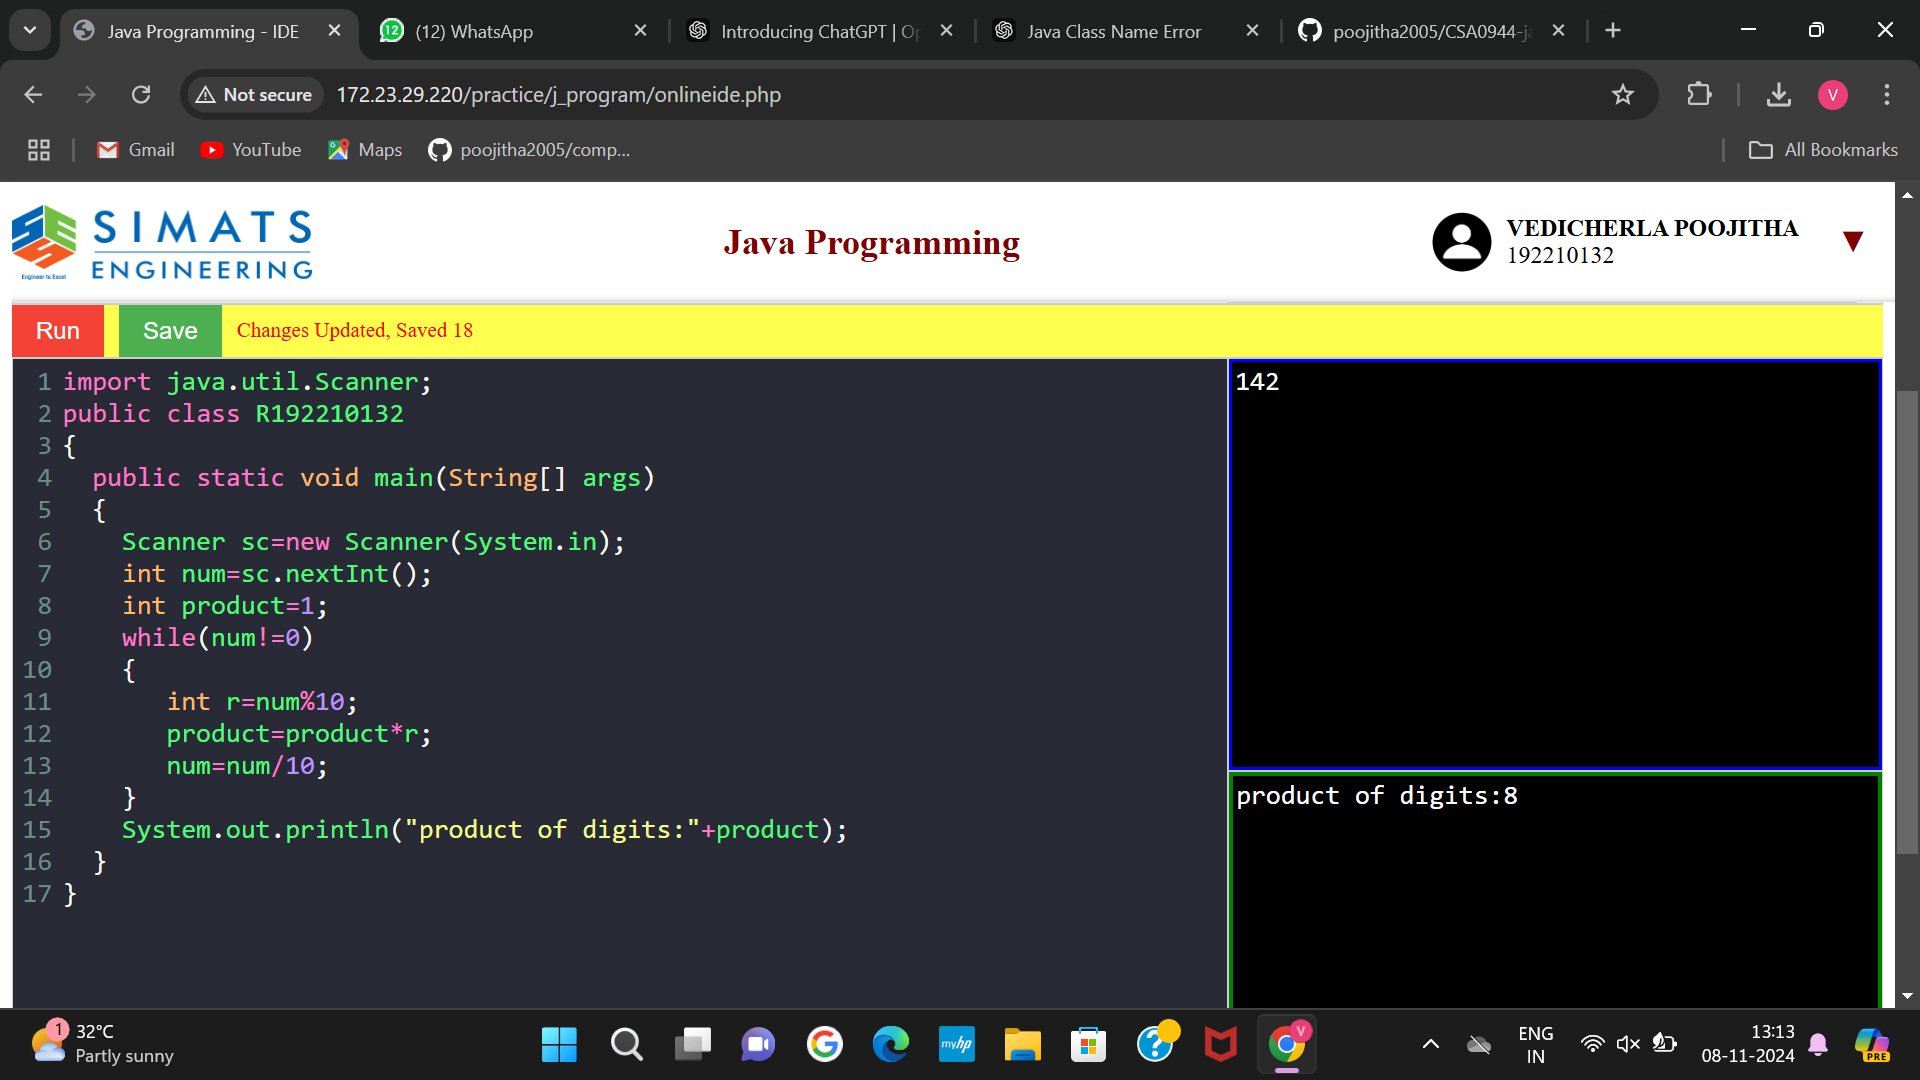 Java Programming - IDE
12
(12) WhatsApp
Introducing ChatGPT | Op
Java Class Name Error
poojitha2005/CSA0944-ja
Not secure
172.23.29.220/practice/j_program/onlineide.php
V
Gmail
YouTube
Maps
poojitha2005/comp...
All Bookmarks
SIMATS
ENGINEERING
Engineer to Excel
Java Programming
VEDICHERLA POOJITHA
192210132
Run
Save
Changes Updated, Saved 18
1 import java.util.Scanner;
2 public class R192210132
3 {
4   public static void main(String[] args)
5   {
6     Scanner sc=new Scanner(System.in);
7     int num=sc.nextInt();
8     int product=1;
9     while(num!=0)
10     {
11        int r=num%10;
12        product=product*r;
13        num=num/10;
14     }
15     System.out.println("product of digits:"+product);
16   }
17 }
142
product of digits:8
1
32°C
Partly sunny
myhp
V
ENG
IN
13:13
08-11-2024
PRE